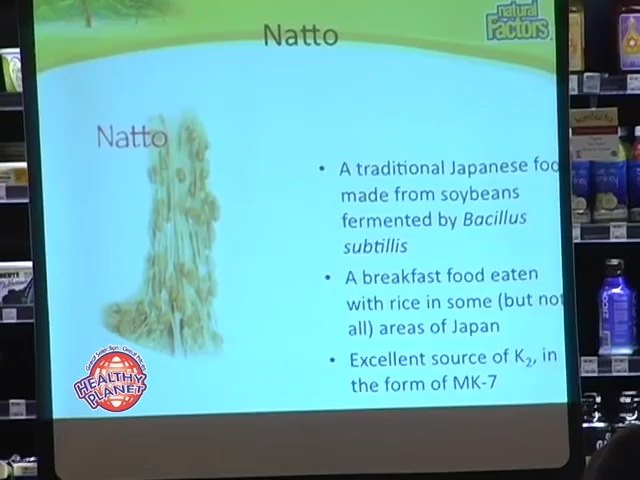 Natto
natural
Factors
Natto
• A traditional Japanese foo
made from soybeans
fermented by Bacillus
subtillis
• A breakfast food eaten
with rice in some (but not
all) areas of Japan
• Excellent source of K₂, in
the form of MK-7
HEALTHY
PLANET